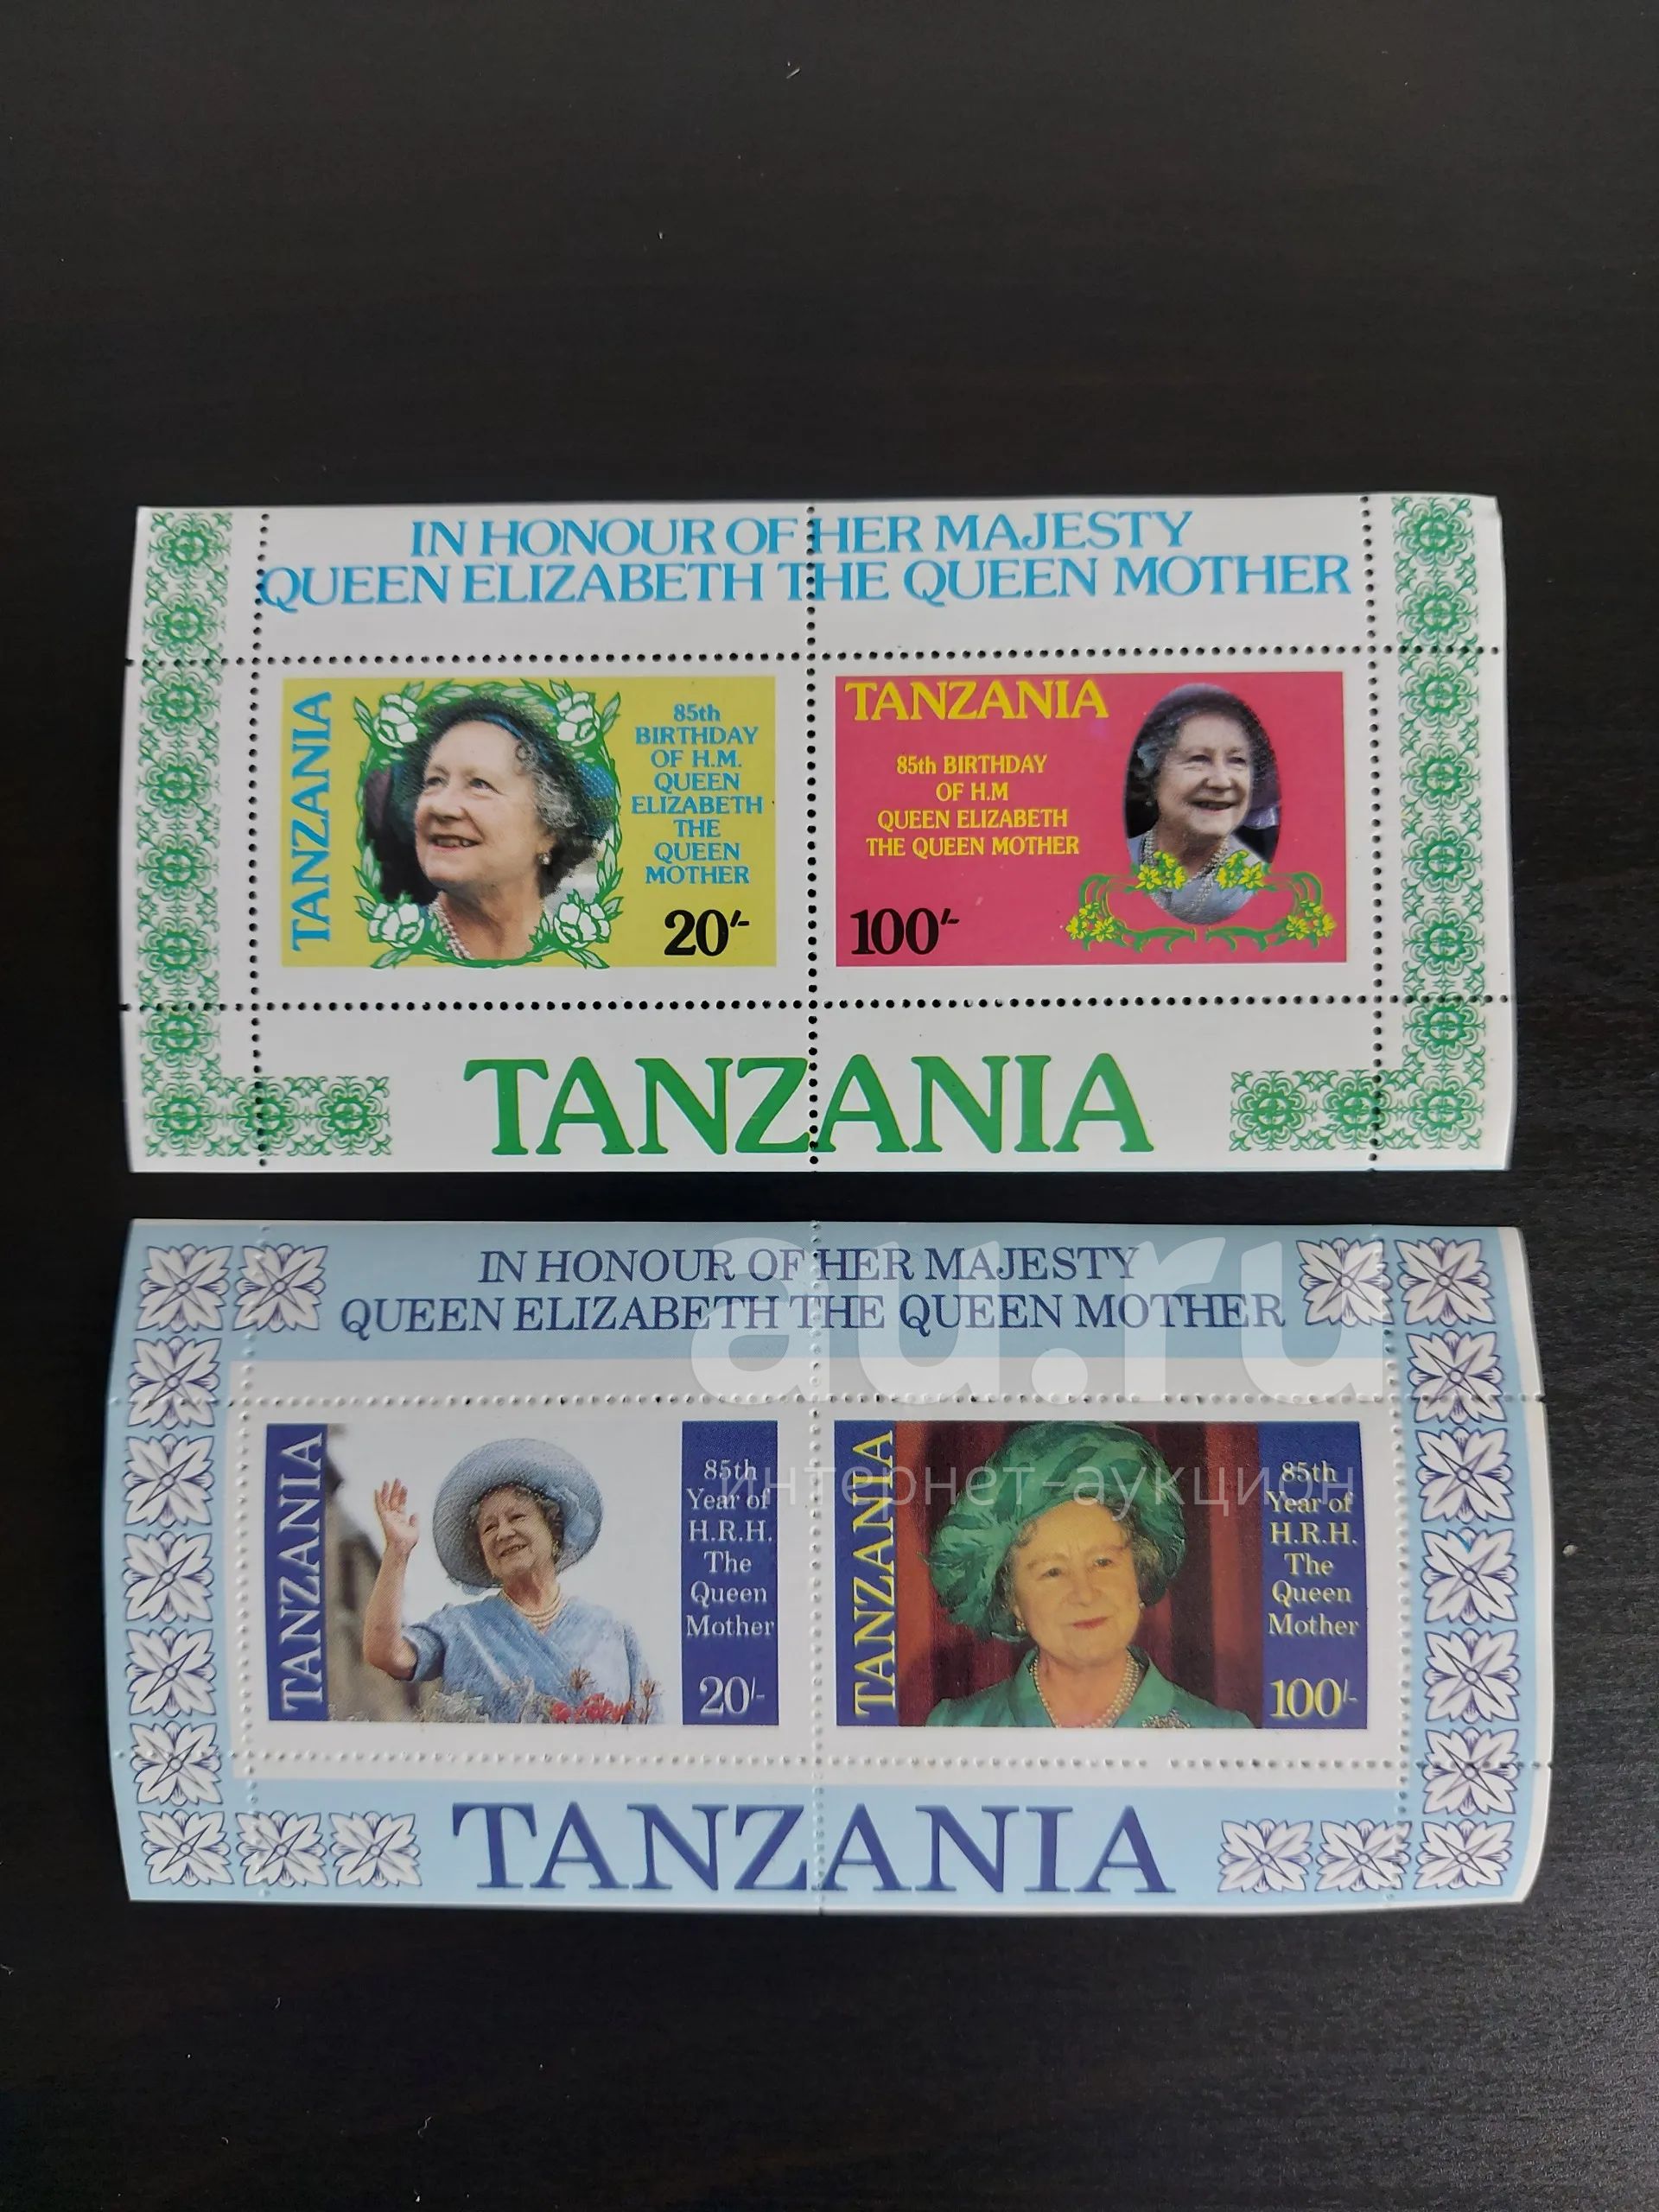 IN HONOUR OF HER MAJESTY
QUEEN ELIZABETH THE QUEEN MOTHER
TANZANIA
85th
BIRTHDAY
OF H.M.
QUEEN
ELIZABETH
THE
QUEEN
MOTHER
20/-
TANZANIA
85th BIRTHDAY
OF H.M
QUEEN ELIZABETH
THE QUEEN MOTHER
100/-
TANZANIA
IN HONOUR OF HER MAJESTY
QUEEN ELIZABETH THE QUEEN MOTHER
au.ru
интернет-аукцион
TANZANIA
85th
Year of
H.R.H.
The
Queen
Mother
20/-
TANZANIA
85th
Year of
H.R.H.
The
Queen
Mother
100/-
TANZANIA